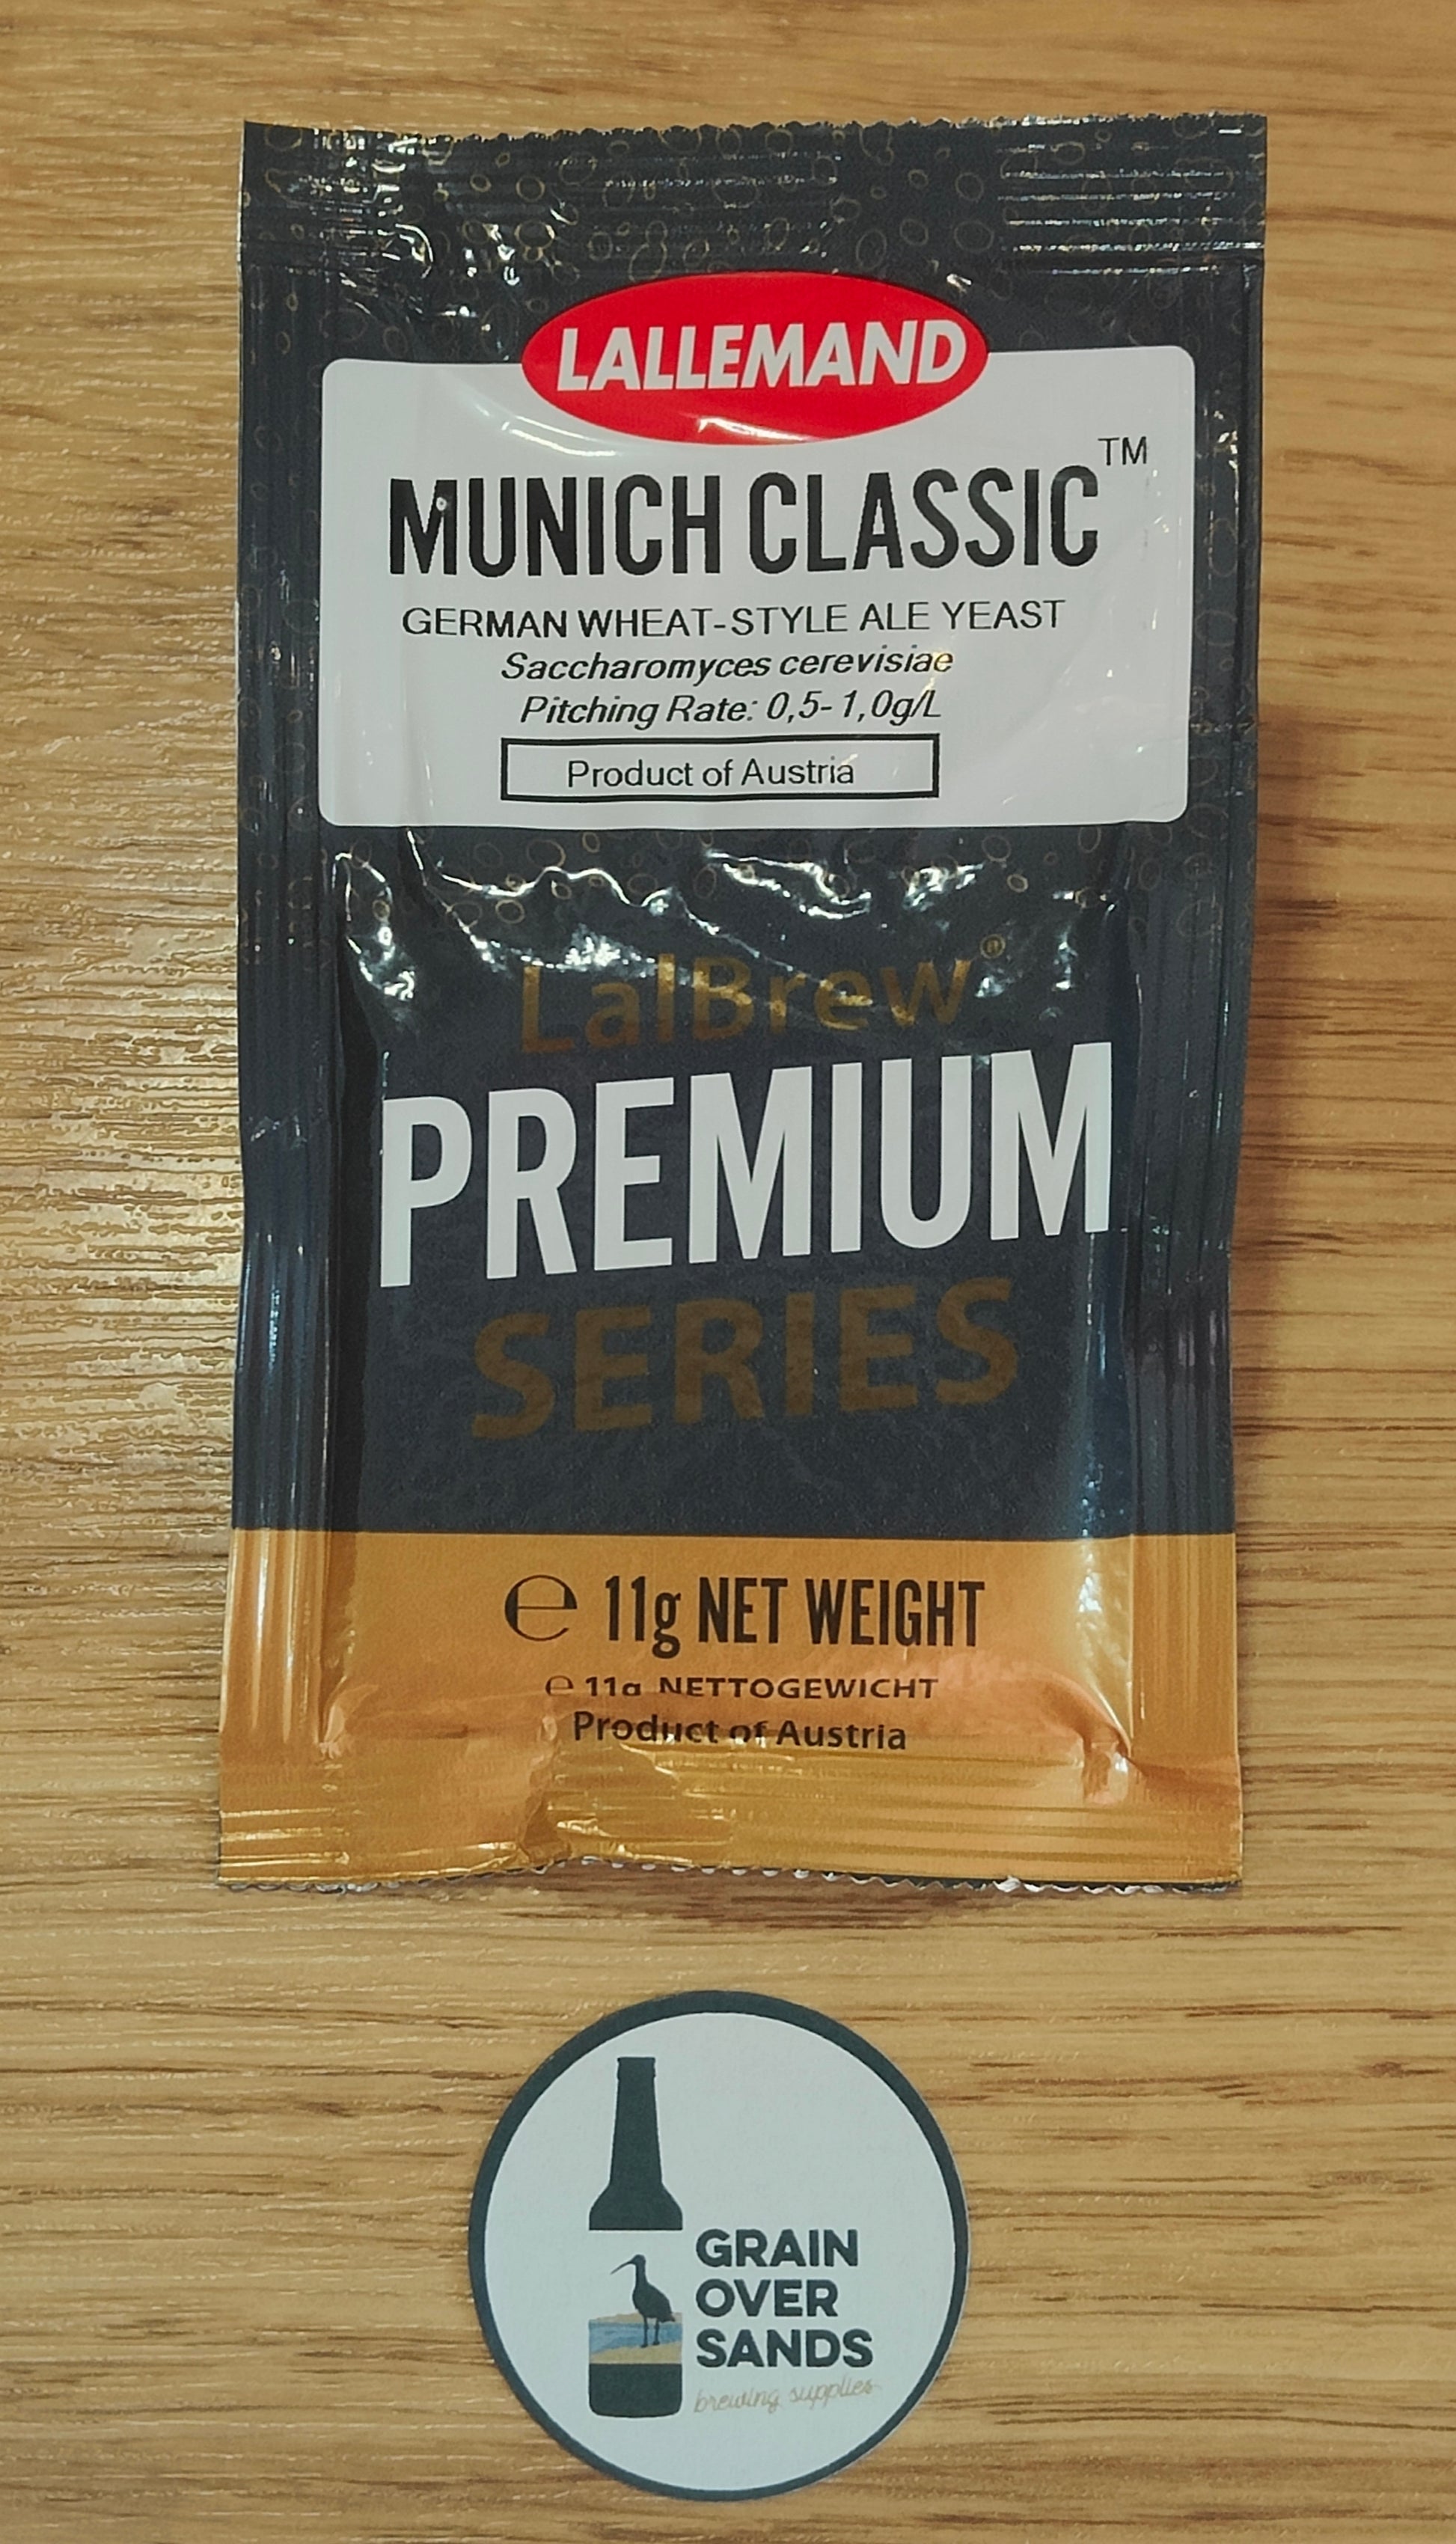 LALLEMAND
MUNICH CLASSIC™
GERMAN WHEAT-STYLE ALE YEAST
Saccharomyces cerevisiae
Pitching Rate: 0,5-1,0g/L
Product of Austria
LalBrew®
PREMIUM
SERIES
℮ 11g NET WEIGHT
℮ 11g NETTOGEWICHT
Product of Austria
GRAIN
OVER
SANDS
brewing supplies